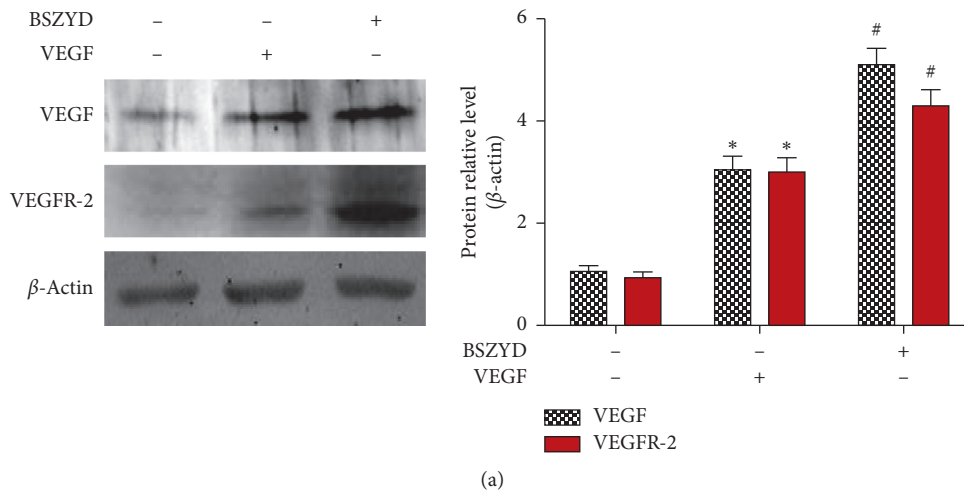 BSZYD – – +
VEGF – + –
VEGF
VEGFR-2
β-Actin
Protein relative level
(β-actin)
6
4
2
0
* * # #
BSZYD – – +
VEGF – + –
VEGF
VEGFR-2
(a)